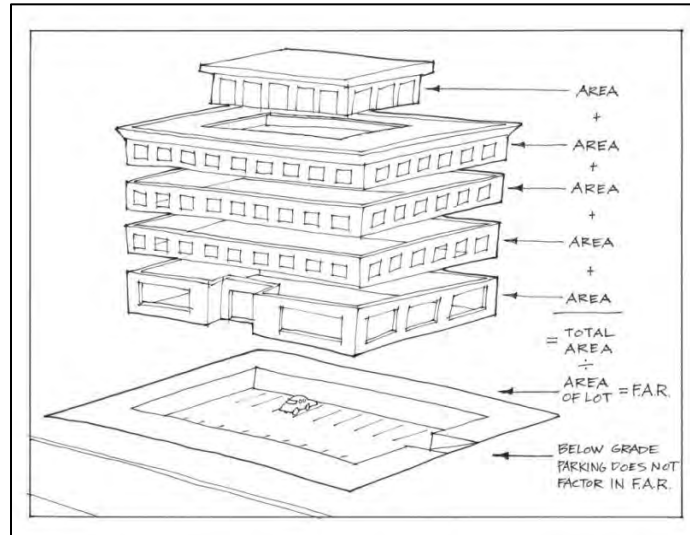 AREA
+
AREA
+
AREA
+
AREA
+
AREA
= TOTAL
AREA
÷
AREA
OF LOT = F.A.R.
BELOW GRADE
PARKING DOES NOT
FACTOR IN F.A.R.